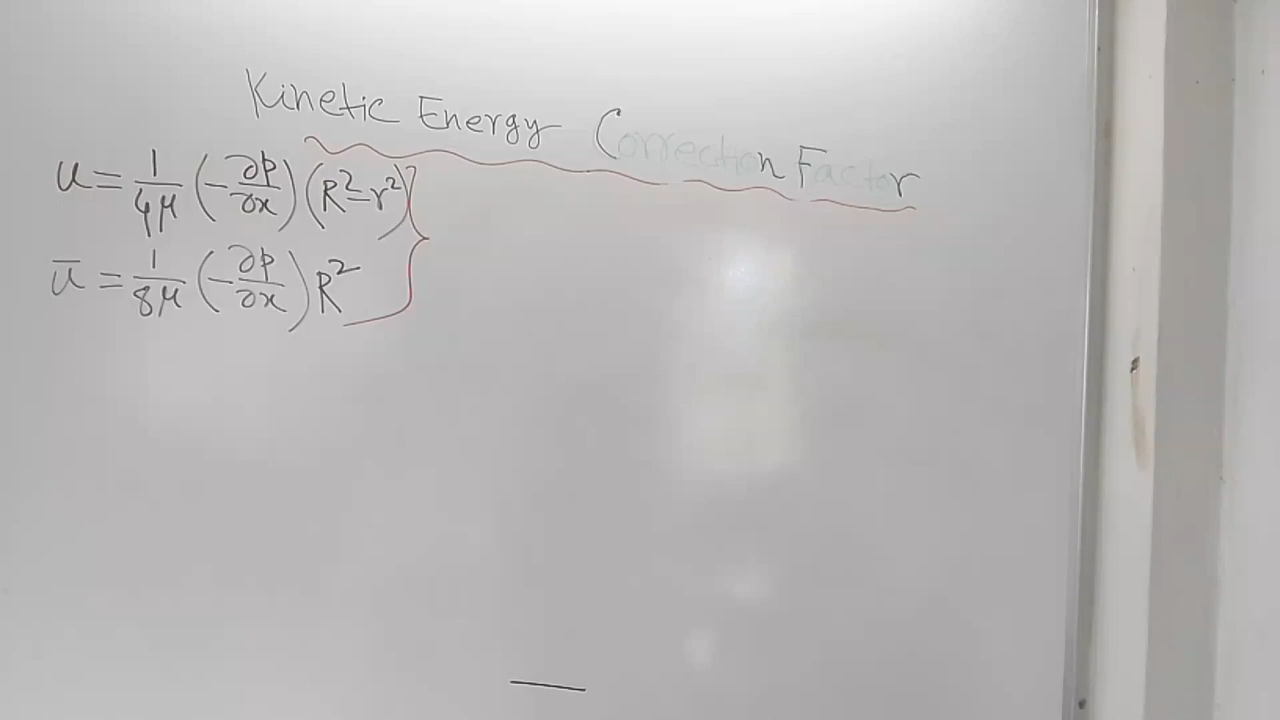 Kinetic Energy Correction Factor
u = 1/4μ (-∂p/∂x) (R²-r²)
u̅ = 1/8μ (-∂p/∂x) R²